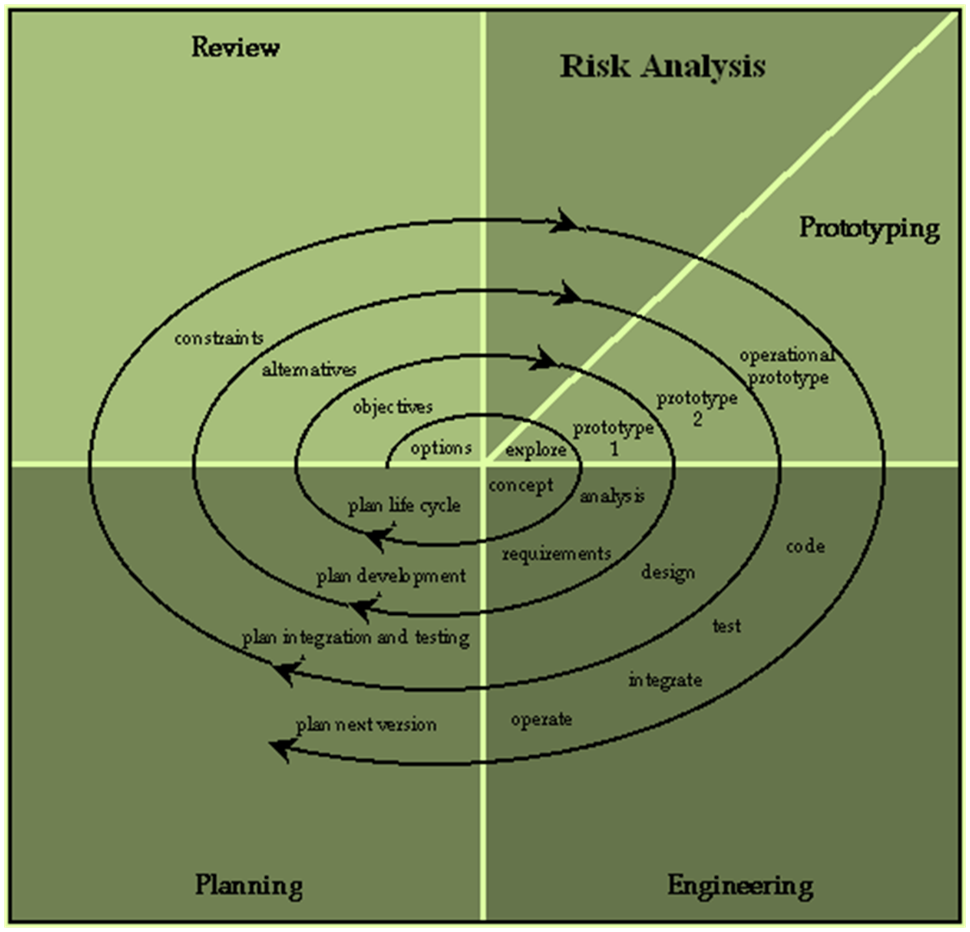 Review
Risk Analysis
Prototyping
constraints
alternatives
objectives
options
explore
prototype
1
prototype
2
operational
prototype
concept
analysis
plan life cycle
requirements
design
code
plan development
test
plan integration and testing
integrate
plan next version
operate
Planning
Engineering